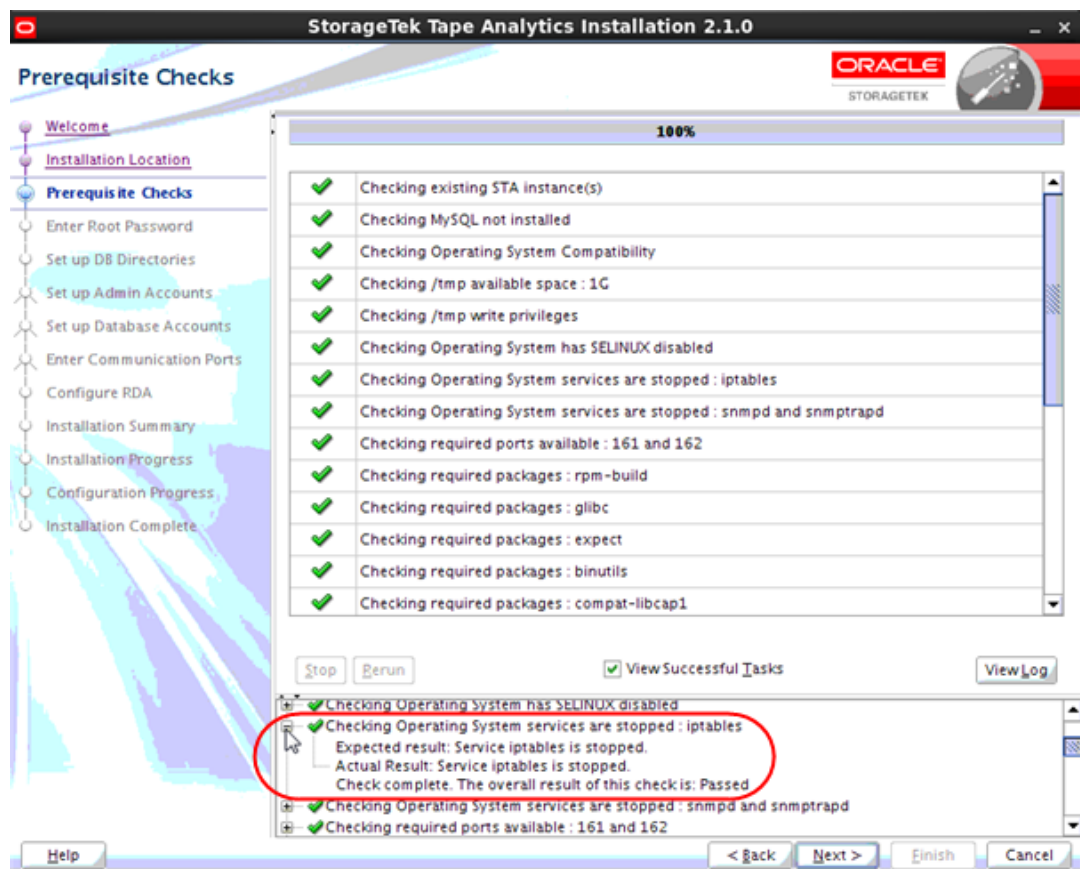 StorageTek Tape Analytics Installation 2.1.0
Prerequisite Checks
ORACLE
STORAGETEK
Welcome
Installation Location
Prerequisite Checks
Enter Root Password
Set up DB Directories
Set up Admin Accounts
Set up Database Accounts
Enter Communication Ports
Configure RDA
Installation Summary
Installation Progress
Configuration Progress
Installation Complete
100%
Checking existing STA instance(s)
Checking MySQL not installed
Checking Operating System Compatibility
Checking /tmp available space : 1G
Checking /tmp write privileges
Checking Operating System has SELINUX disabled
Checking Operating System services are stopped : iptables
Checking Operating System services are stopped : snmpd and snmptrapd
Checking required ports available : 161 and 162
Checking required packages : rpm-build
Checking required packages : glibc
Checking required packages : expect
Checking required packages : binutils
Checking required packages : compat-libcap1
Stop Rerun View Successful Tasks View Log
Checking Operating System has SELINUX disabled
Checking Operating System services are stopped : iptables
Expected result: Service iptables is stopped.
Actual Result: Service iptables is stopped.
Check complete. The overall result of this check is: Passed
Checking Operating System services are stopped : snmpd and snmptrapd
Checking required ports available : 161 and 162
Help < Back Next > Finish Cancel